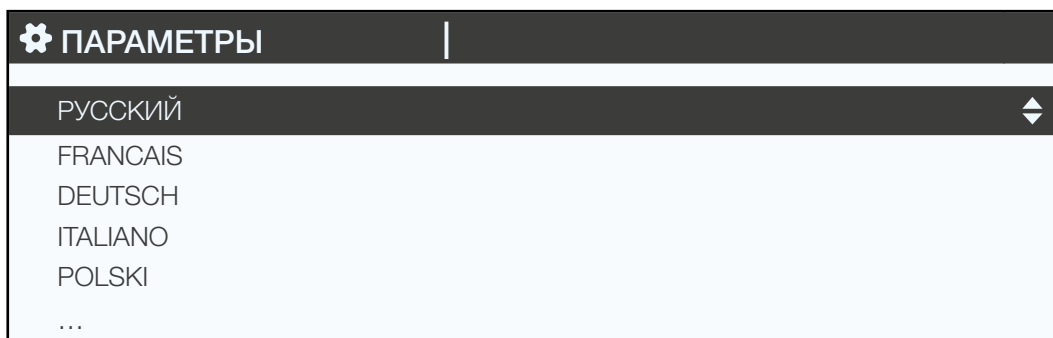 ПАРАМЕТРЫ
РУССКИЙ
FRANCAIS
DEUTSCH
ITALIANO
POLSKI
…